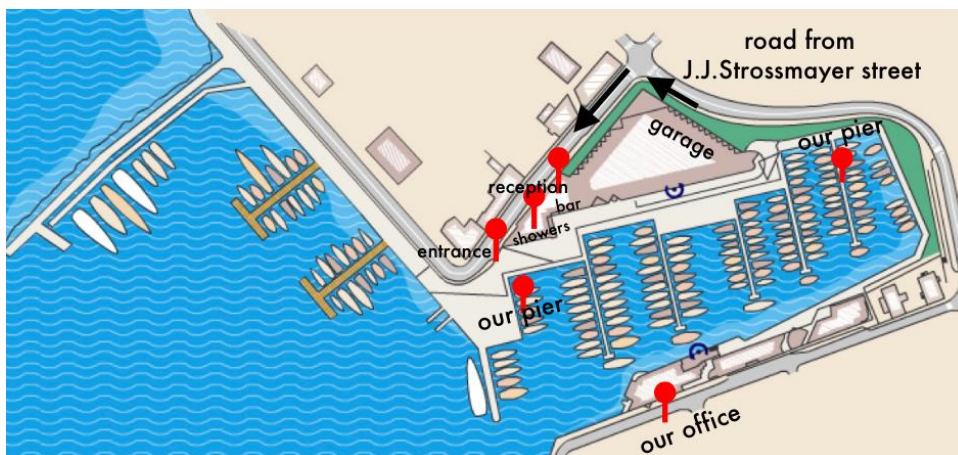 road from
J.J.Strossmayer street
garage
our pier
reception
bar
showers
entrance
our pier
our office